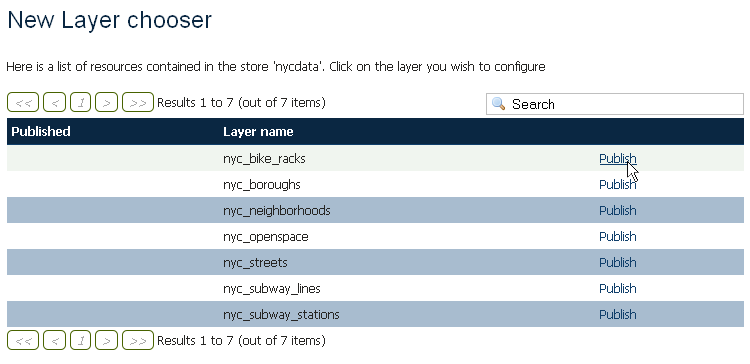 New Layer chooser
Here is a list of resources contained in the store 'nycdata'. Click on the layer you wish to configure
<< < 1 > >> Results 1 to 7 (out of 7 items) Search
Published Layer name
nyc_bike_racks Publish
nyc_boroughs Publish
nyc_neighborhoods Publish
nyc_openspace Publish
nyc_streets Publish
nyc_subway_lines Publish
nyc_subway_stations Publish
<< < 1 > >> Results 1 to 7 (out of 7 items)